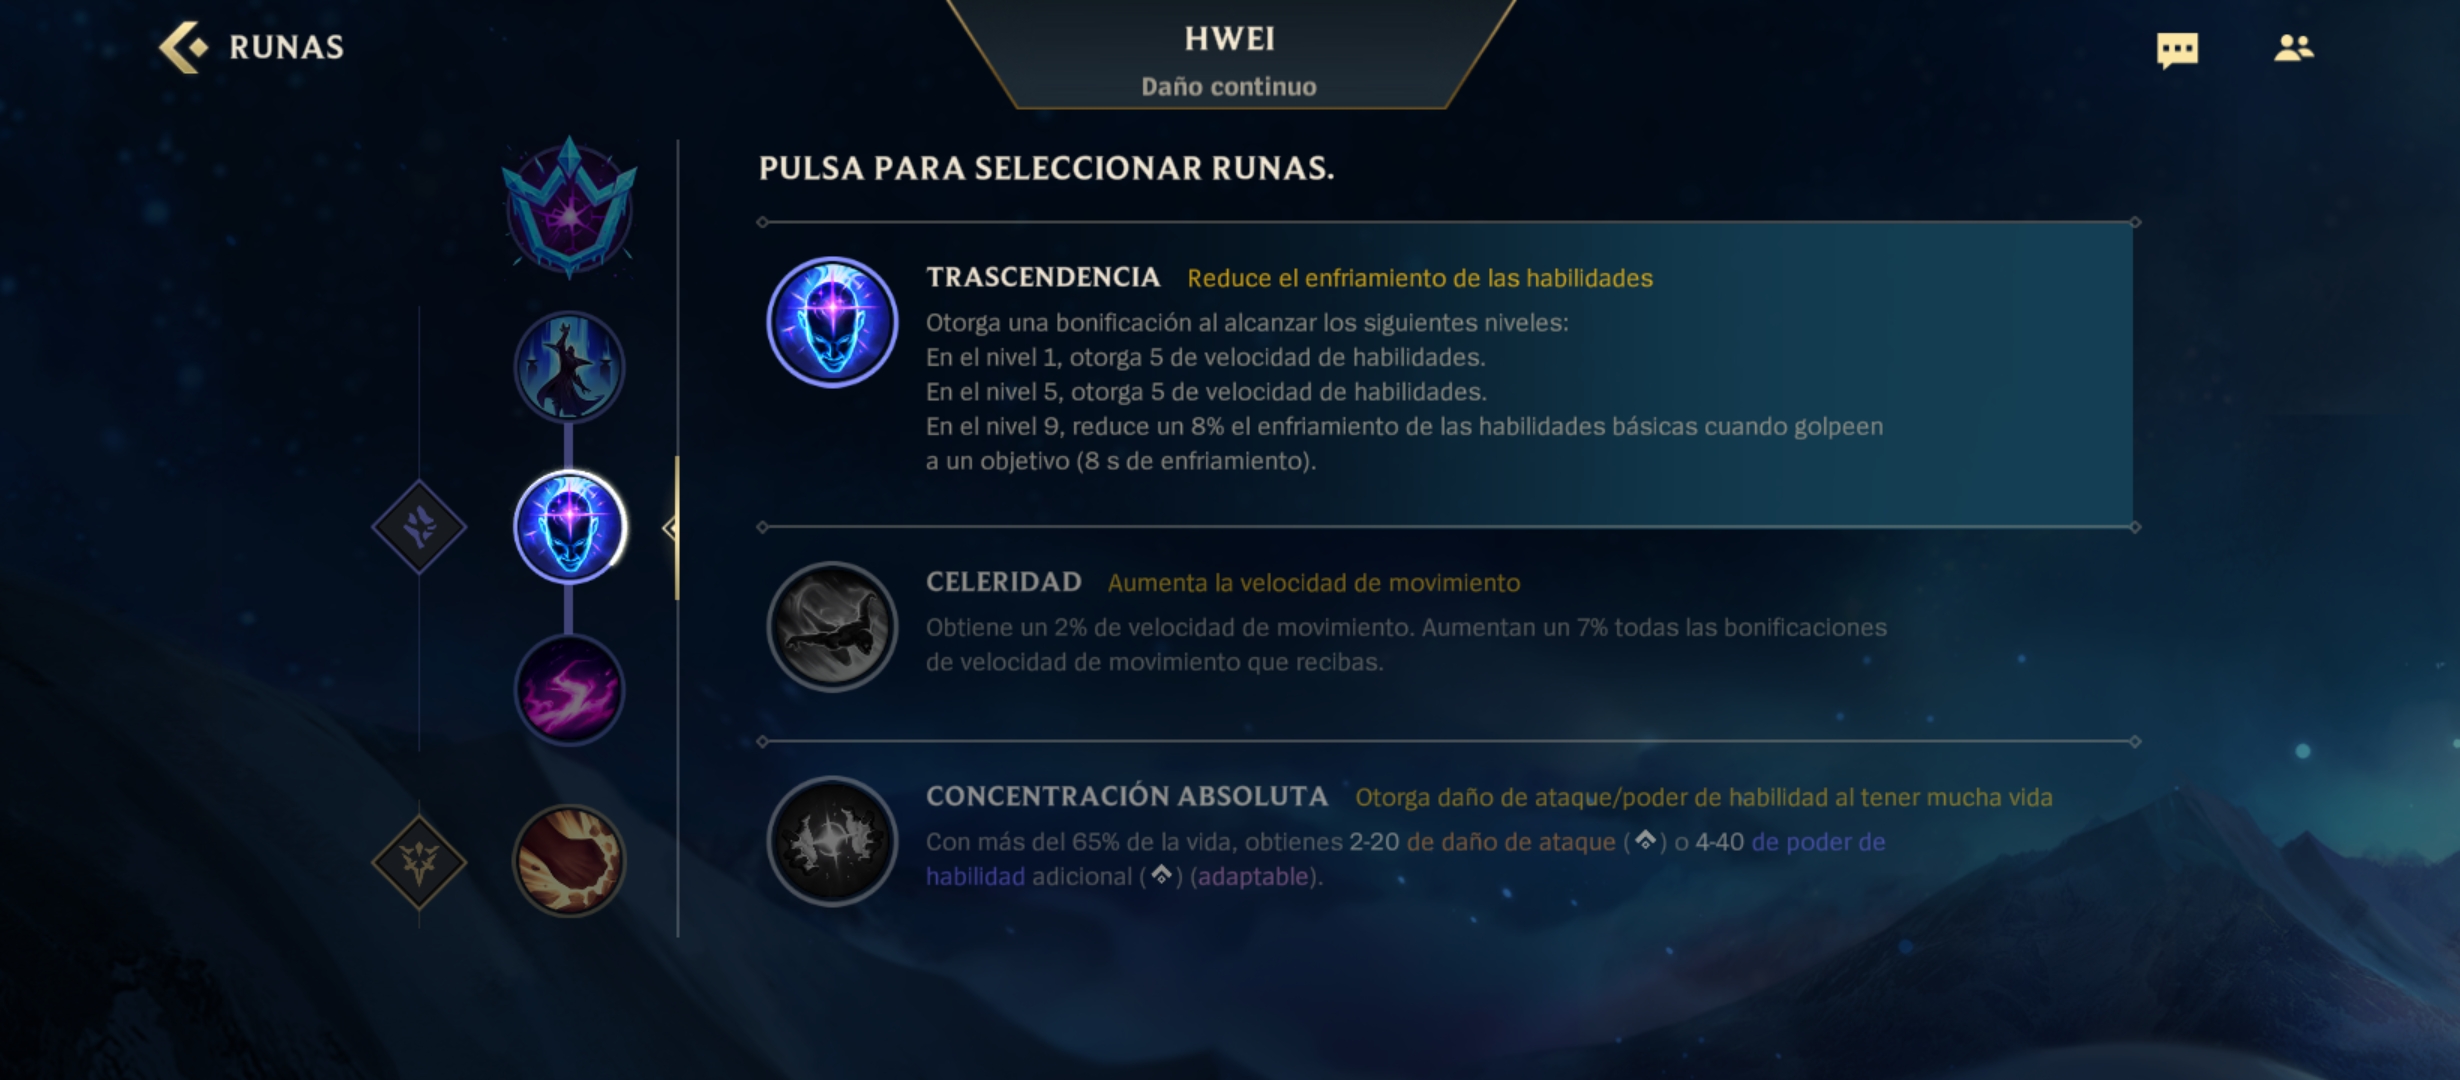 RUNAS
HWEI
Daño continuo
PULSA PARA SELECCIONAR RUNAS.
TRASCENDENCIA Reduce el enfriamiento de las habilidades
Otorga una bonificación al alcanzar los siguientes niveles:
En el nivel 1, otorga 5 de velocidad de habilidades.
En el nivel 5, otorga 5 de velocidad de habilidades.
En el nivel 9, reduce un 8% el enfriamiento de las habilidades básicas cuando golpeen
a un objetivo (8 s de enfriamiento).
CELERIDAD Aumenta la velocidad de movimiento
Obtiene un 2% de velocidad de movimiento. Aumentan un 7% todas las bonificaciones
de velocidad de movimiento que recibas.
CONCENTRACIÓN ABSOLUTA Otorga daño de ataque/poder de habilidad al tener mucha vida
Con más del 65% de la vida, obtienes 2-20 de daño de ataque ( ) o 4-40 de poder de
habilidad adicional ( ) (adaptable).